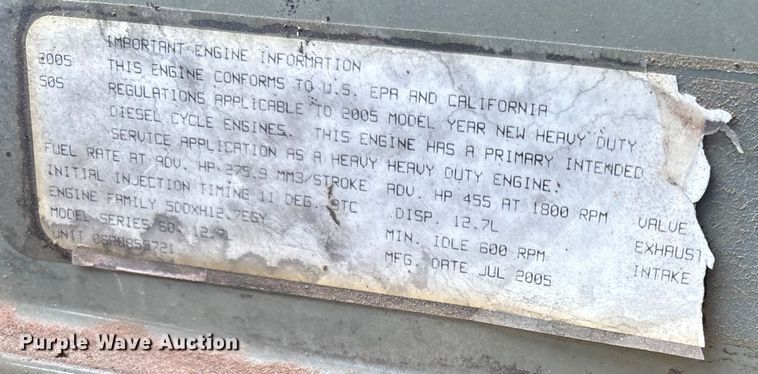 IMPORTANT ENGINE INFORMATION
2005 THIS ENGINE CONFORMS TO U.S. EPA AND CALIFORNIA
50S REGULATIONS APPLICABLE TO 2005 MODEL YEAR NEW HEAVY DUTY
DIESEL CYCLE ENGINES. THIS ENGINE HAS A PRIMARY INTENDED
SERVICE APPLICATION AS A HEAVY HEAVY DUTY ENGINE.
FUEL RATE AT ADV. HP 275.9 MM3/STROKE ADV. HP 455 AT 1800 RPM VALVE
INITIAL INJECTION TIMING 11 DEG. BTC DISP. 12.7L EXHAUST
ENGINE FAMILY 5DDXH12.7EGY MIN. IDLE 600 RPM INTAKE
MODEL SERIES 60, 12.7L MFG. DATE JUL 2005
UNIT
Purple Wave Auction